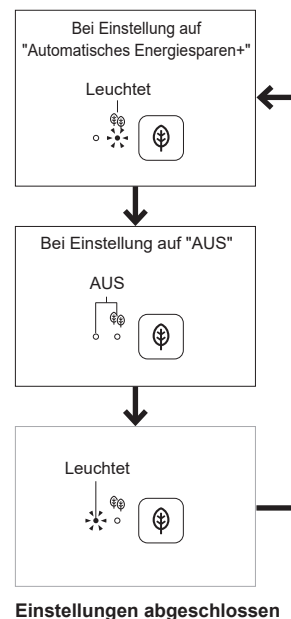 Bei Einstellung auf
"Automatisches Energiesparen+"
Leuchtet
Bei Einstellung auf "AUS"
AUS
Leuchtet
Einstellungen abgeschlossen